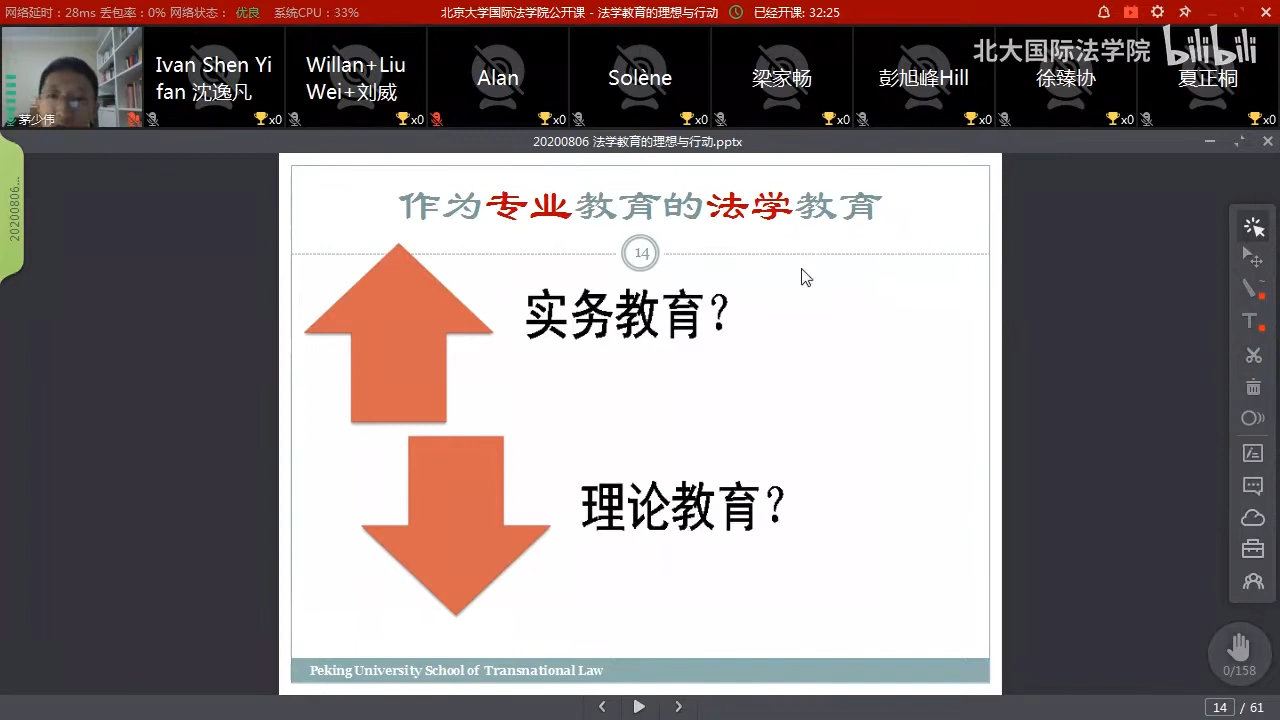 网络延时：28ms 丢包率：0% 网络状态： 优良 系统CPU：33%
北京大学国际法学院公开课 - 法学教育的理想与行动 已经开课: 32:25
北大国际法学院 bilibili
Ivan Shen Yi
fan 沈逸凡
Willan+Liu
Wei+刘威
Alan
Solène
梁家畅
彭旭峰Hill
徐臻协
夏正桐
茅少伟
x0
x0
x0
x0
x0
x0
x0
x0
20200806 法学教育的理想与行动.pptx
20200806...
作为专业教育的法学教育
14
实务教育？
理论教育？
Peking University School of Transnational Law
0/158
14 / 61